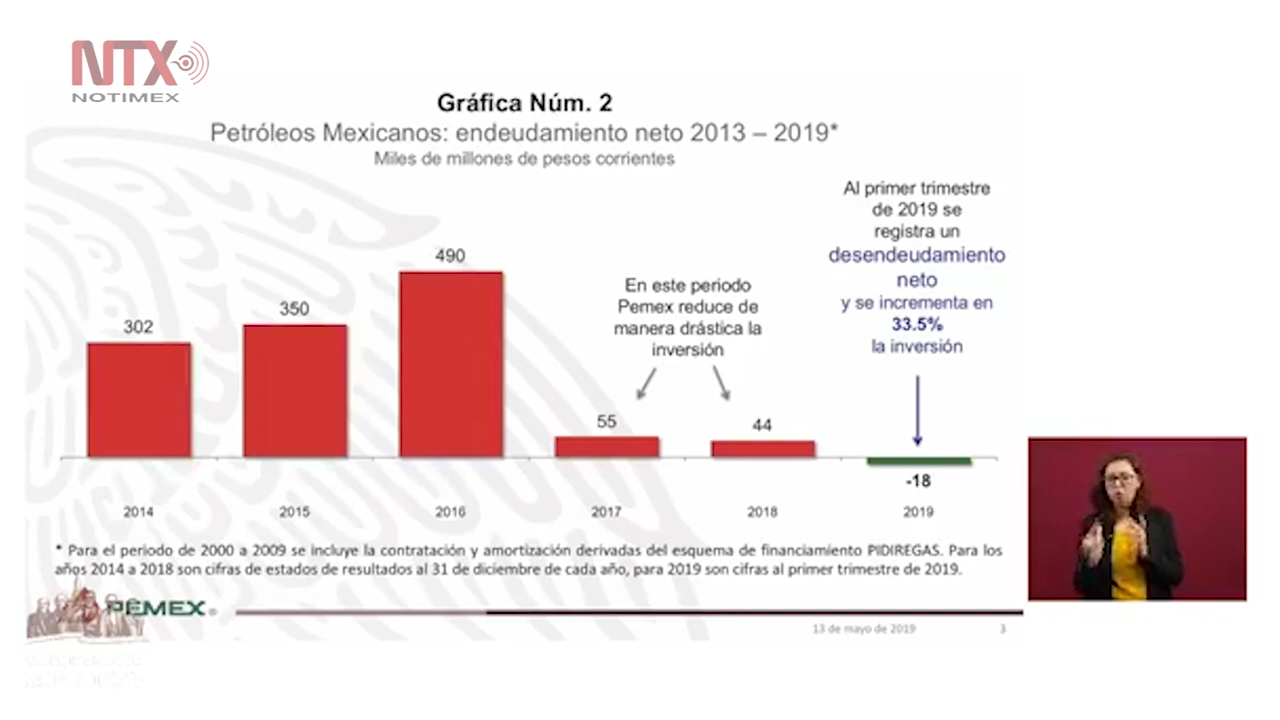 NTX
NOTIMEX
Gráfica Núm. 2
Petróleos Mexicanos: endeudamiento neto 2013 – 2019*
Miles de millones de pesos corrientes
Al primer trimestre
de 2019 se
registra un
desendeudamiento
neto
y se incrementa en
33.5%
la inversión
En este periodo
Pemex reduce de
manera drástica la
inversión
302
350
490
55
44
-18
2014
2015
2016
2017
2018
2019
* Para el periodo de 2000 a 2009 se incluye la contratación y amortización derivadas del esquema de financiamiento PIDIREGAS. Para los
años 2014 a 2018 son cifras de estados de resultados al 31 de diciembre de cada año, para 2019 son cifras al primer trimestre de 2019.
PEMEX®
13 de mayo de 2019
3